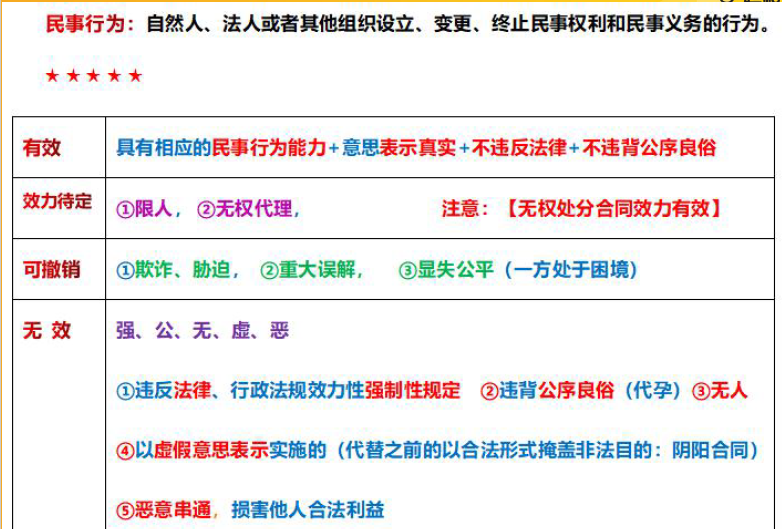 民事行为：自然人、法人或者其他组织设立、变更、终止民事权利和民事义务的行为。
★★★★★
有效 具有相应的民事行为能力+意思表示真实+不违反法律+不违背公序良俗
效力待定 ①限人，②无权代理， 注意：【无权处分合同效力有效】
可撤销 ①欺诈、胁迫， ②重大误解， ③显失公平（一方处于困境）
无 效 强、公、无、虚、恶
①违反法律、行政法规效力性强制性规定 ②违背公序良俗（代孕）③无人
④以虚假意思表示实施的（代替之前的以合法形式掩盖非法目的：阴阳合同）
⑤恶意串通，损害他人合法利益